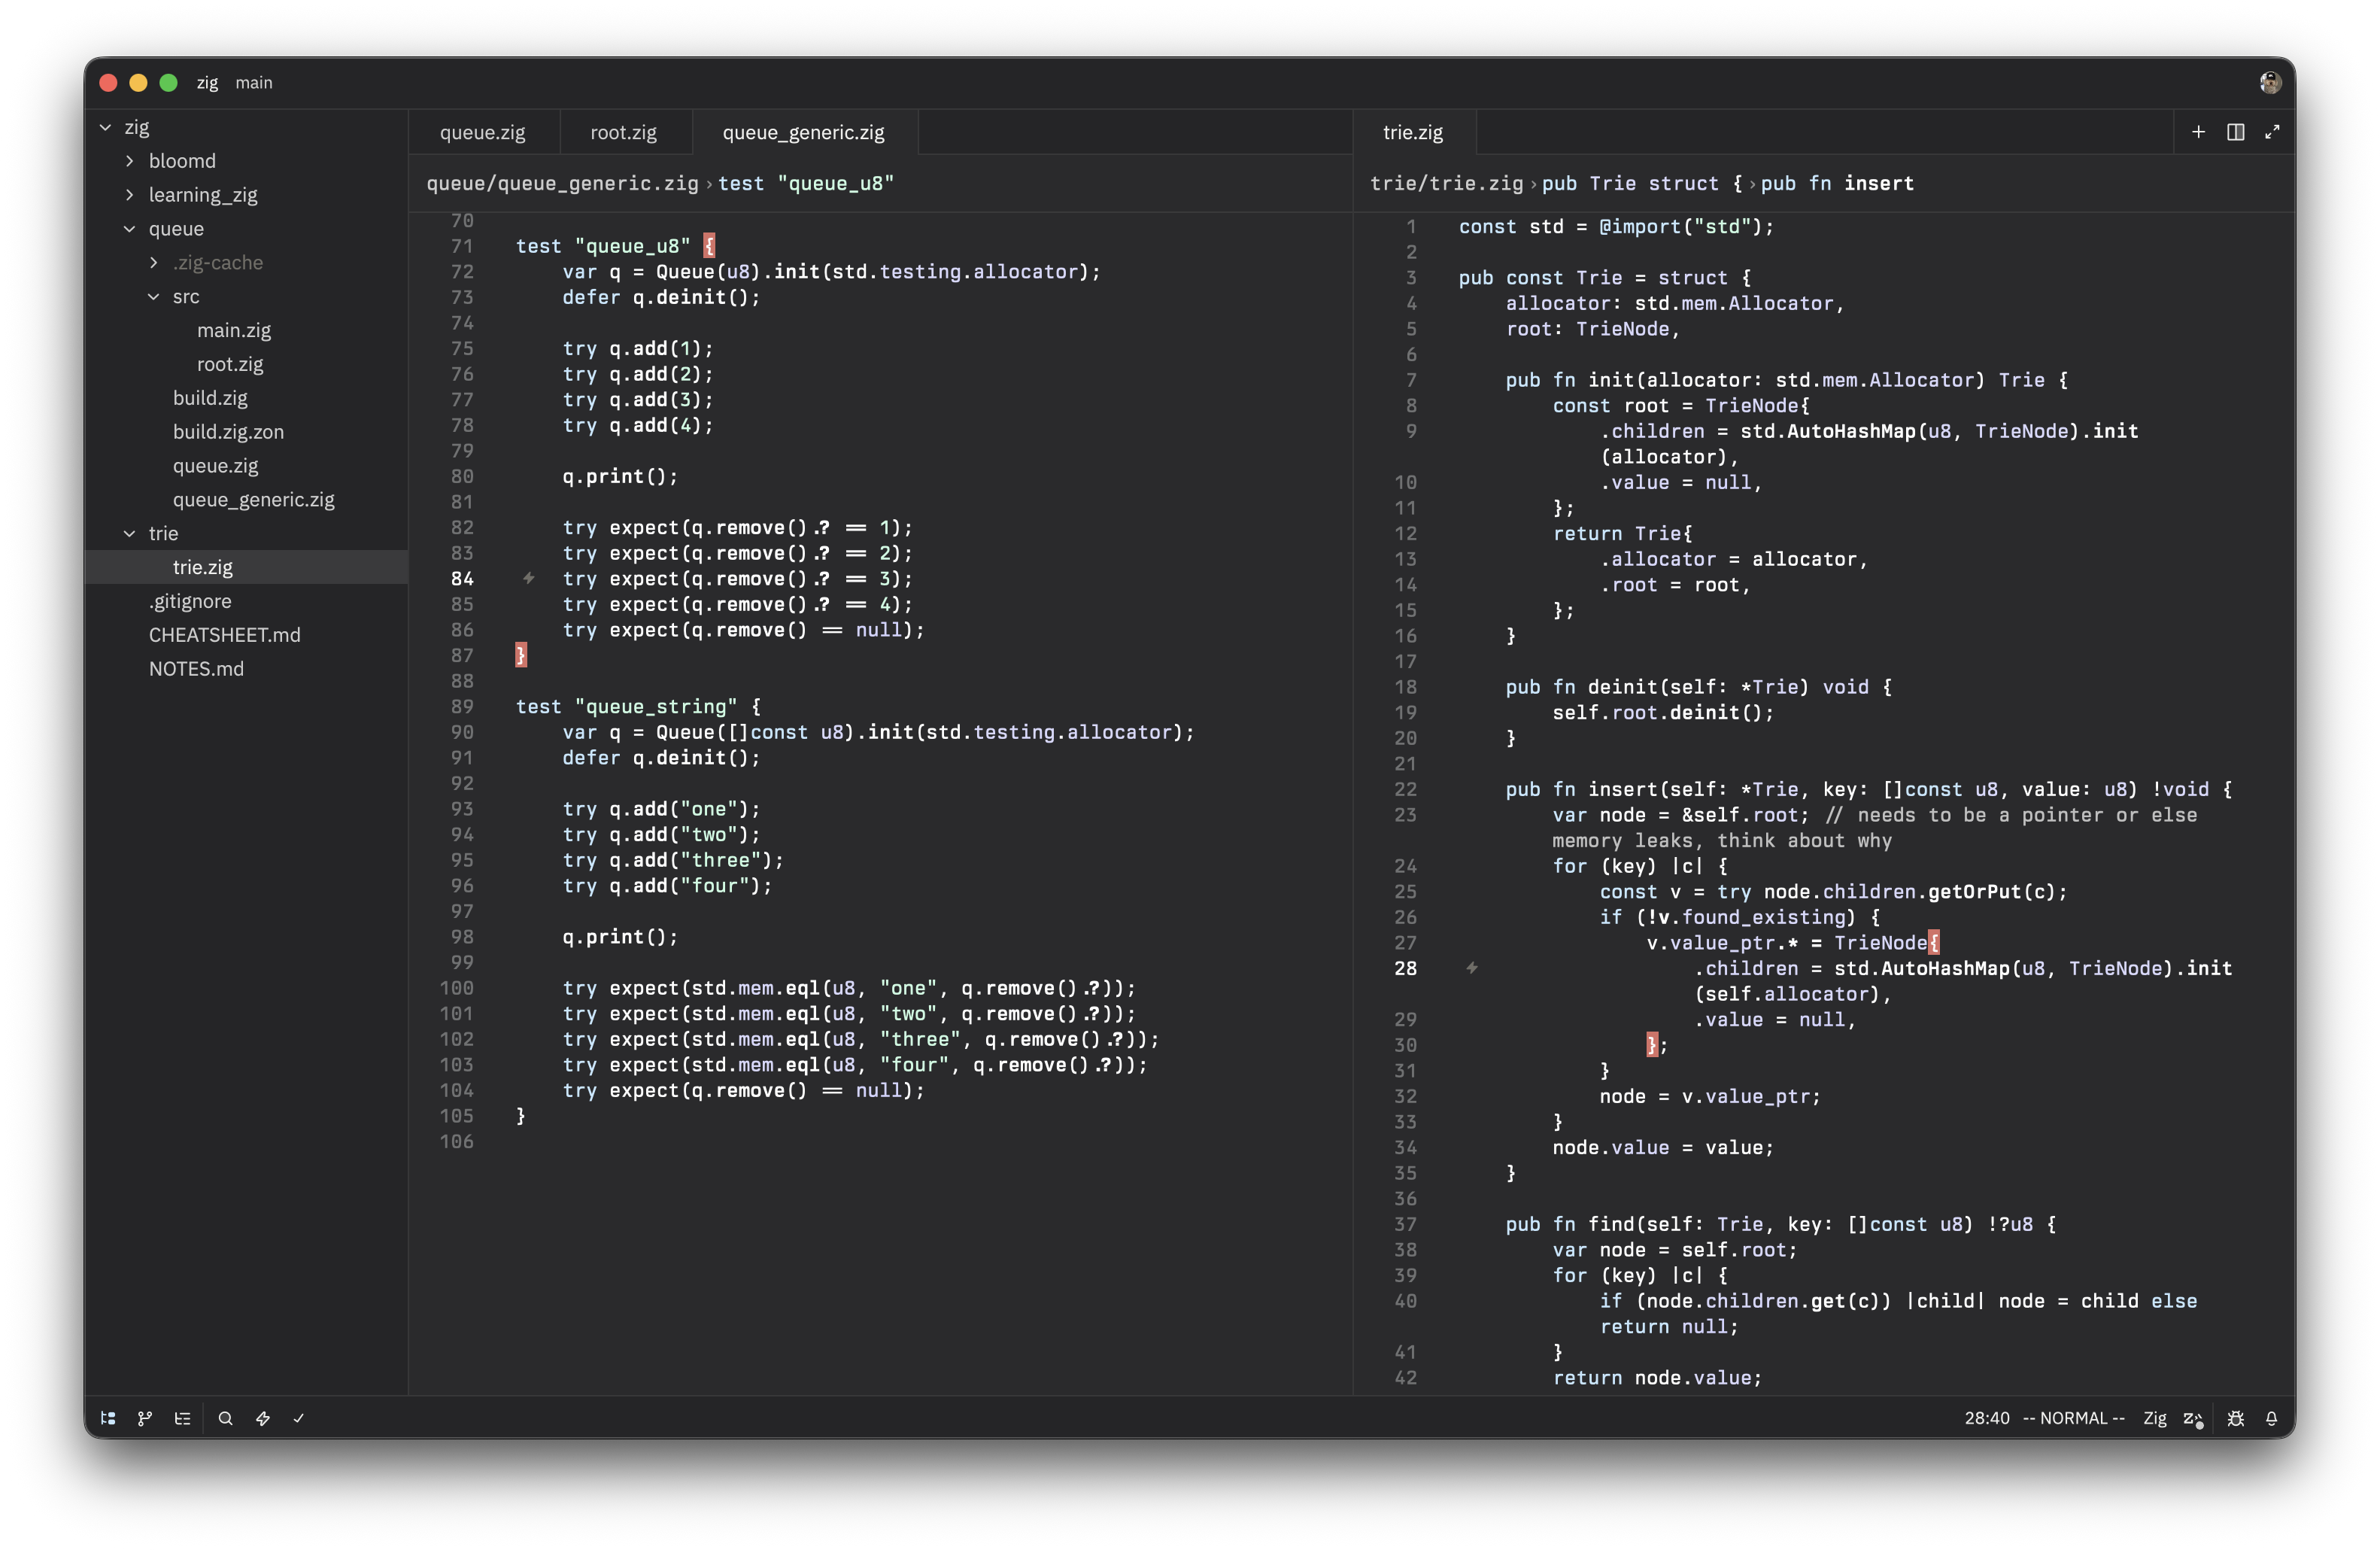 zig main
zig
bloomd
learning_zig
queue
.zig-cache
src
main.zig
root.zig
build.zig
build.zig.zon
queue.zig
queue_generic.zig
trie
trie.zig
.gitignore
CHEATSHEET.md
NOTES.md
queue.zig root.zig queue_generic.zig
queue/queue_generic.zig › test "queue_u8"
70
71 test "queue_u8" {
72     var q = Queue(u8).init(std.testing.allocator);
73     defer q.deinit();
74
75     try q.add(1);
76     try q.add(2);
77     try q.add(3);
78     try q.add(4);
79
80     q.print();
81
82     try expect(q.remove().? == 1);
83     try expect(q.remove().? == 2);
84     try expect(q.remove().? == 3);
85     try expect(q.remove().? == 4);
86     try expect(q.remove() == null);
87 }
88
89 test "queue_string" {
90     var q = Queue([]const u8).init(std.testing.allocator);
91     defer q.deinit();
92
93     try q.add("one");
94     try q.add("two");
95     try q.add("three");
96     try q.add("four");
97
98     q.print();
99
100     try expect(std.mem.eql(u8, "one", q.remove().?));
101     try expect(std.mem.eql(u8, "two", q.remove().?));
102     try expect(std.mem.eql(u8, "three", q.remove().?));
103     try expect(std.mem.eql(u8, "four", q.remove().?));
104     try expect(q.remove() == null);
105 }
106
trie.zig
trie/trie.zig › pub Trie struct { › pub fn insert
1 const std = @import("std");
2
3 pub const Trie = struct {
4     allocator: std.mem.Allocator,
5     root: TrieNode,
6
7     pub fn init(allocator: std.mem.Allocator) Trie {
8         const root = TrieNode{
9             .children = std.AutoHashMap(u8, TrieNode).init
            (allocator),
10             .value = null,
11         };
12         return Trie{
13             .allocator = allocator,
14             .root = root,
15         };
16     }
17
18     pub fn deinit(self: *Trie) void {
19         self.root.deinit();
20     }
21
22     pub fn insert(self: *Trie, key: []const u8, value: u8) !void {
23         var node = &self.root; // needs to be a pointer or else
        memory leaks, think about why
24         for (key) |c| {
25             const v = try node.children.getOrPut(c);
26             if (!v.found_existing) {
27                 v.value_ptr.* = TrieNode{
28                     .children = std.AutoHashMap(u8, TrieNode).init
                    (self.allocator),
29                     .value = null,
30                 };
31             }
32             node = v.value_ptr;
33         }
34         node.value = value;
35     }
36
37     pub fn find(self: Trie, key: []const u8) !?u8 {
38         var node = self.root;
39         for (key) |c| {
40             if (node.children.get(c)) |child| node = child else
            return null;
41         }
42         return node.value;
28:40 -- NORMAL -- Zig